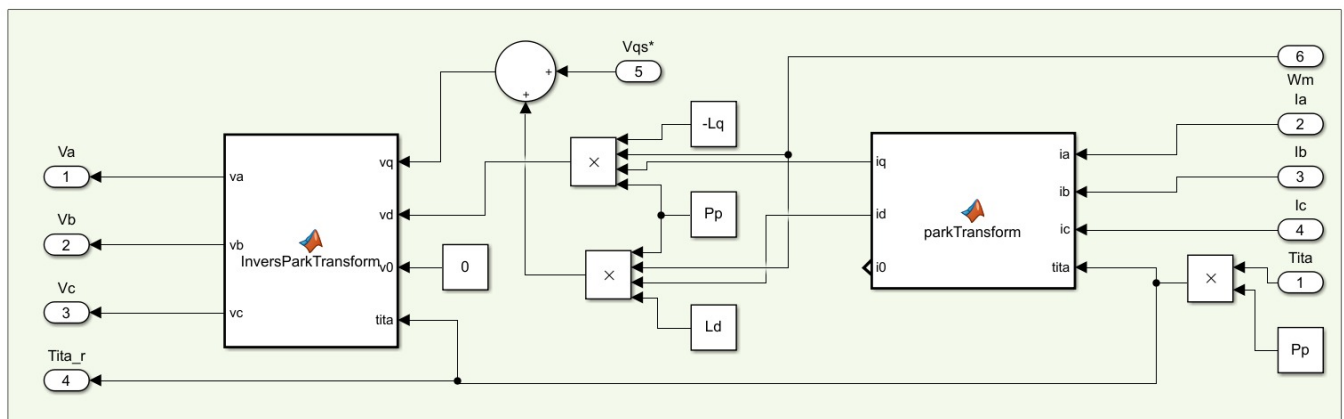 Vqs*
5
6
Wm
-Lq
Ia
2
Va
1
va
vq
×
iq
ia
Ib
3
ib
Vb
2
vb
vd
Pp
id
parkTransform
ic
Ic
4
InversParkTransform
v0
0
×
i0
tita
×
Tita
1
Vc
3
vc
tita
Ld
Pp
Tita_r
4
+
+